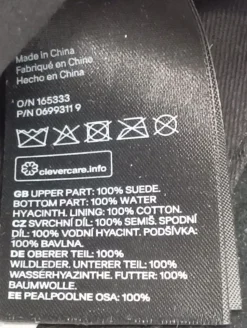 Made in China
Fabriqué en Chine
Hecho en China
O/N 165333
P/N 0699311 9
clevercare.info
GB UPPER PART: 100% SUEDE.
BOTTOM PART: 100% WATER
HYACINTH. LINING: 100% COTTON.
CZ SVRCHNÍ DÍL: 100% SEMIŠ. SPODNÍ
DÍL: 100% VODNÍ HYACINT. PODŠÍVKA:
100% BAVLNA.
DE OBERER TEIL: 100%
WILDLEDER. UNTERER TEIL: 100%
WASSERHYAZINTHE. FUTTER: 100%
BAUMWOLLE.
EE PEALPOOLNE OSA: 100%